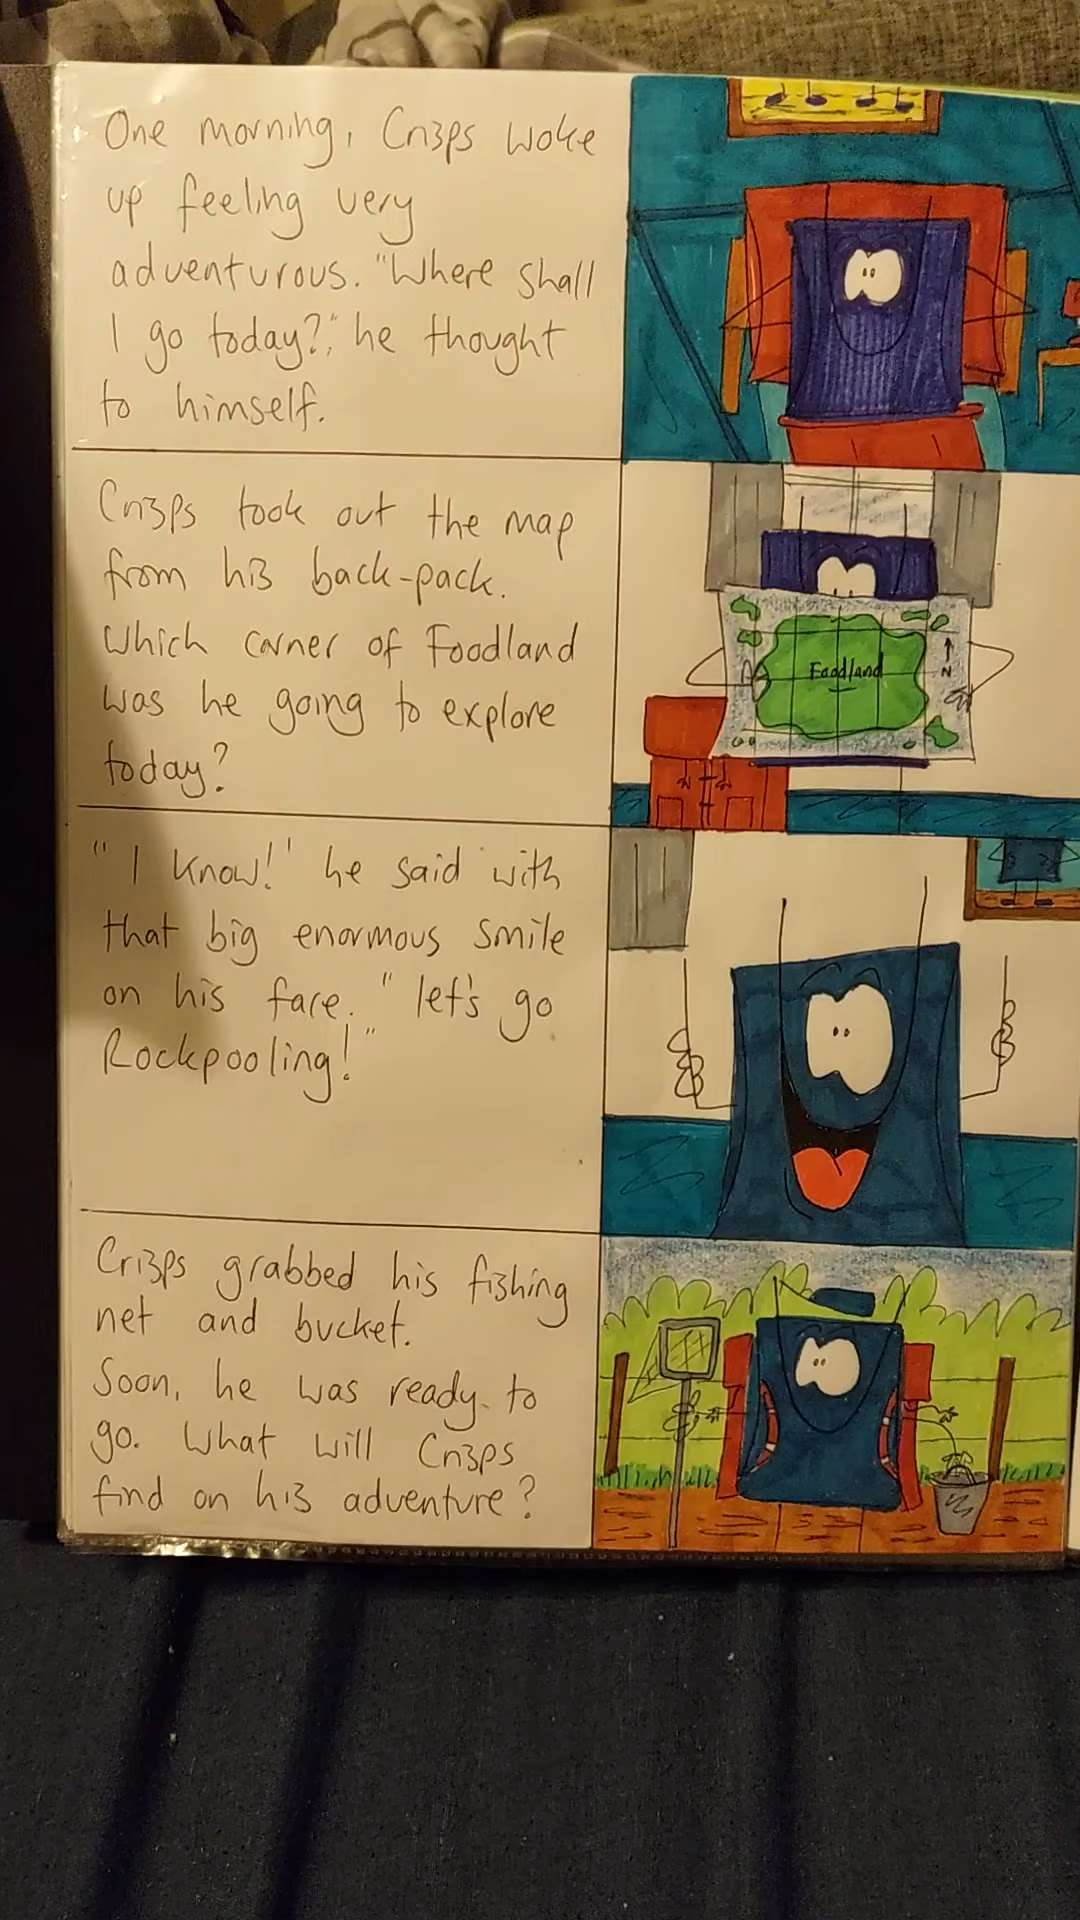 One morning, Crisps woke
up feeling very
adventurous. "Where shall
I go today?," he thought
to himself.
Crisps took out the map
from his back-pack.
Which corner of Foodland
was he going to explore
today?
Foodland
N
"I know!" he said with
that big enormous smile
on his face. "let's go
Rockpooling!"
Crisps grabbed his fishing
net and bucket.
Soon, he was ready to
go. What will Crisps
find on his adventure?